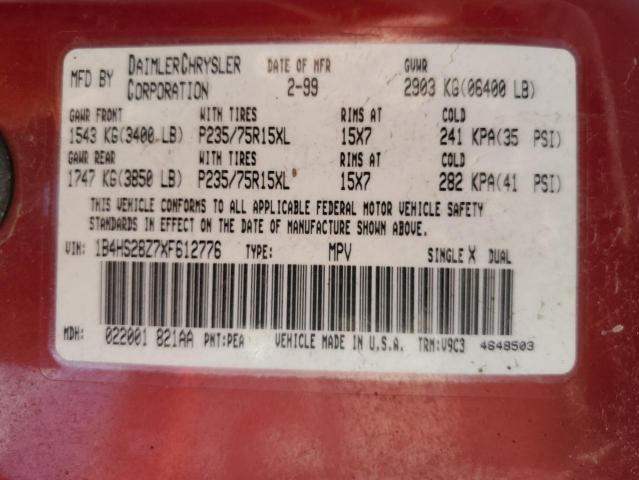 MFD BY DAIMLERCHRYSLER CORPORATION DATE OF MFR 2-99 GVWR 2903 KG(06400 LB)
GAWR FRONT WITH TIRES RIMS AT COLD
1543 KG(3400 LB) P235/75R15XL 15X7 241 KPA(35 PSI)
GAWR REAR WITH TIRES RIMS AT COLD
1747 KG(3850 LB) P235/75R15XL 15X7 282 KPA(41 PSI)
THIS VEHICLE CONFORMS TO ALL APPLICABLE FEDERAL MOTOR VEHICLE SAFETY
STANDARDS IN EFFECT ON THE DATE OF MANUFACTURE SHOWN ABOVE.
VIN: 1B4HS28Z7XF612776 TYPE: MPV SINGLE X DUAL
MDH: 022001 821AA PNT:PEA VEHICLE MADE IN U.S.A. TRM:V9C3 4648503